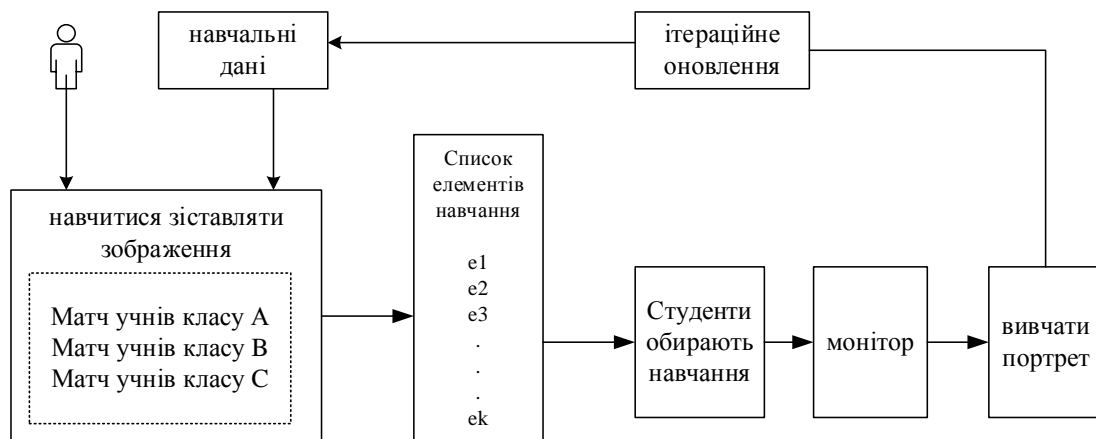 навчальні
дані
ітераційне
оновлення
навчитися зіставляти
зображення
Матч учнів класу А
Матч учнів класу В
Матч учнів класу С
Список
елементів
навчання
e1
e2
e3
.
.
.
ek
Студенти
обирають
навчання
монітор
вивчати
портрет